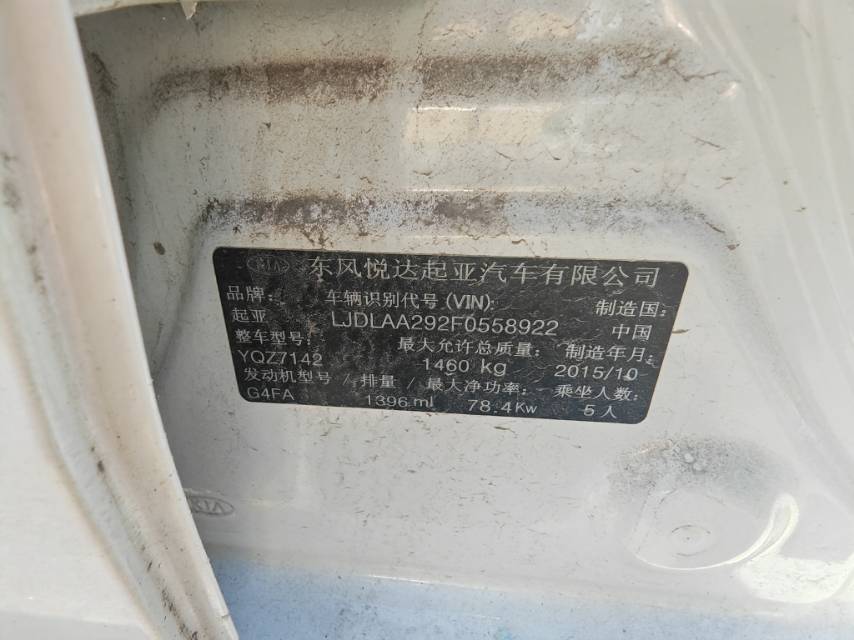 KIA 东风悦达起亚汽车有限公司
品牌: 车辆识别代号(VIN): 制造国:
起亚 LJDLAA292F0558922 中国
整车型号: 最大允许总质量: 制造年月:
YQZ7142 1460 kg 2015/10
发动机型号 / 排量 / 最大净功率: 乘坐人数:
G4FA 1396 ml 78.4Kw 5人
KIA